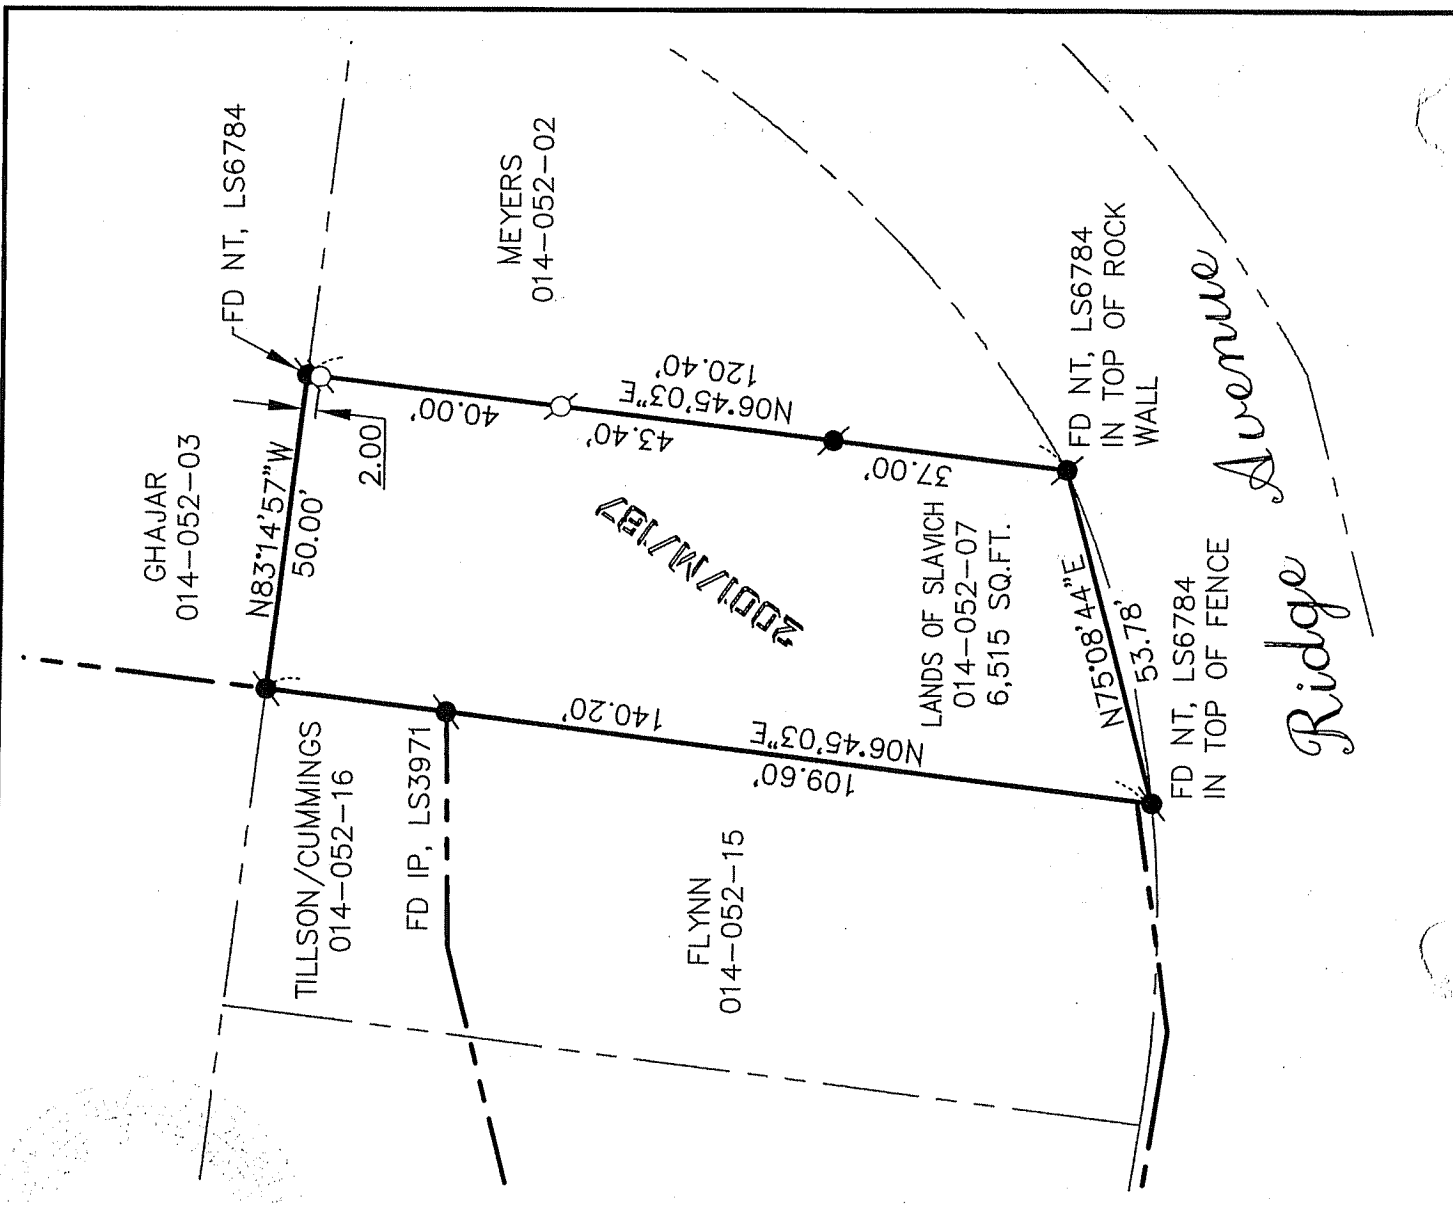 FD NT, LS6784
GHAJAR
014-052-03
N83°14'57"W
50.00'
2.00
MEYERS
014-052-02
40.00'
43.40'
N06°45'03"E
120.40'
37.00'
2001/M/187
TILLSON/CUMMINGS
014-052-16
FD IP, LS3971
140.20'
N06°45'03"E
109.60'
FLYNN
014-052-15
LANDS OF SLAVICH
014-052-07
6,515 SQ.FT.
N75°08'44"E
53.78'
FD NT, LS6784
IN TOP OF ROCK
WALL
FD NT, LS6784
IN TOP OF FENCE
Ridge Avenue